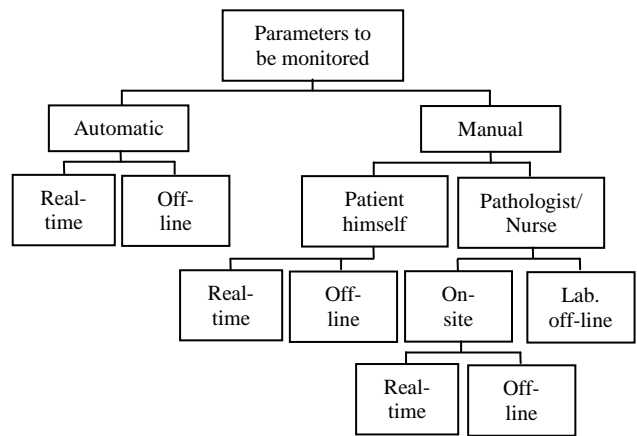 Parameters to
be monitored
Automatic
Manual
Real-
time
Off-
line
Patient
himself
Pathologist/
Nurse
Real-
time
Off-
line
On-
site
Lab.
off-line
Real-
time
Off-
line